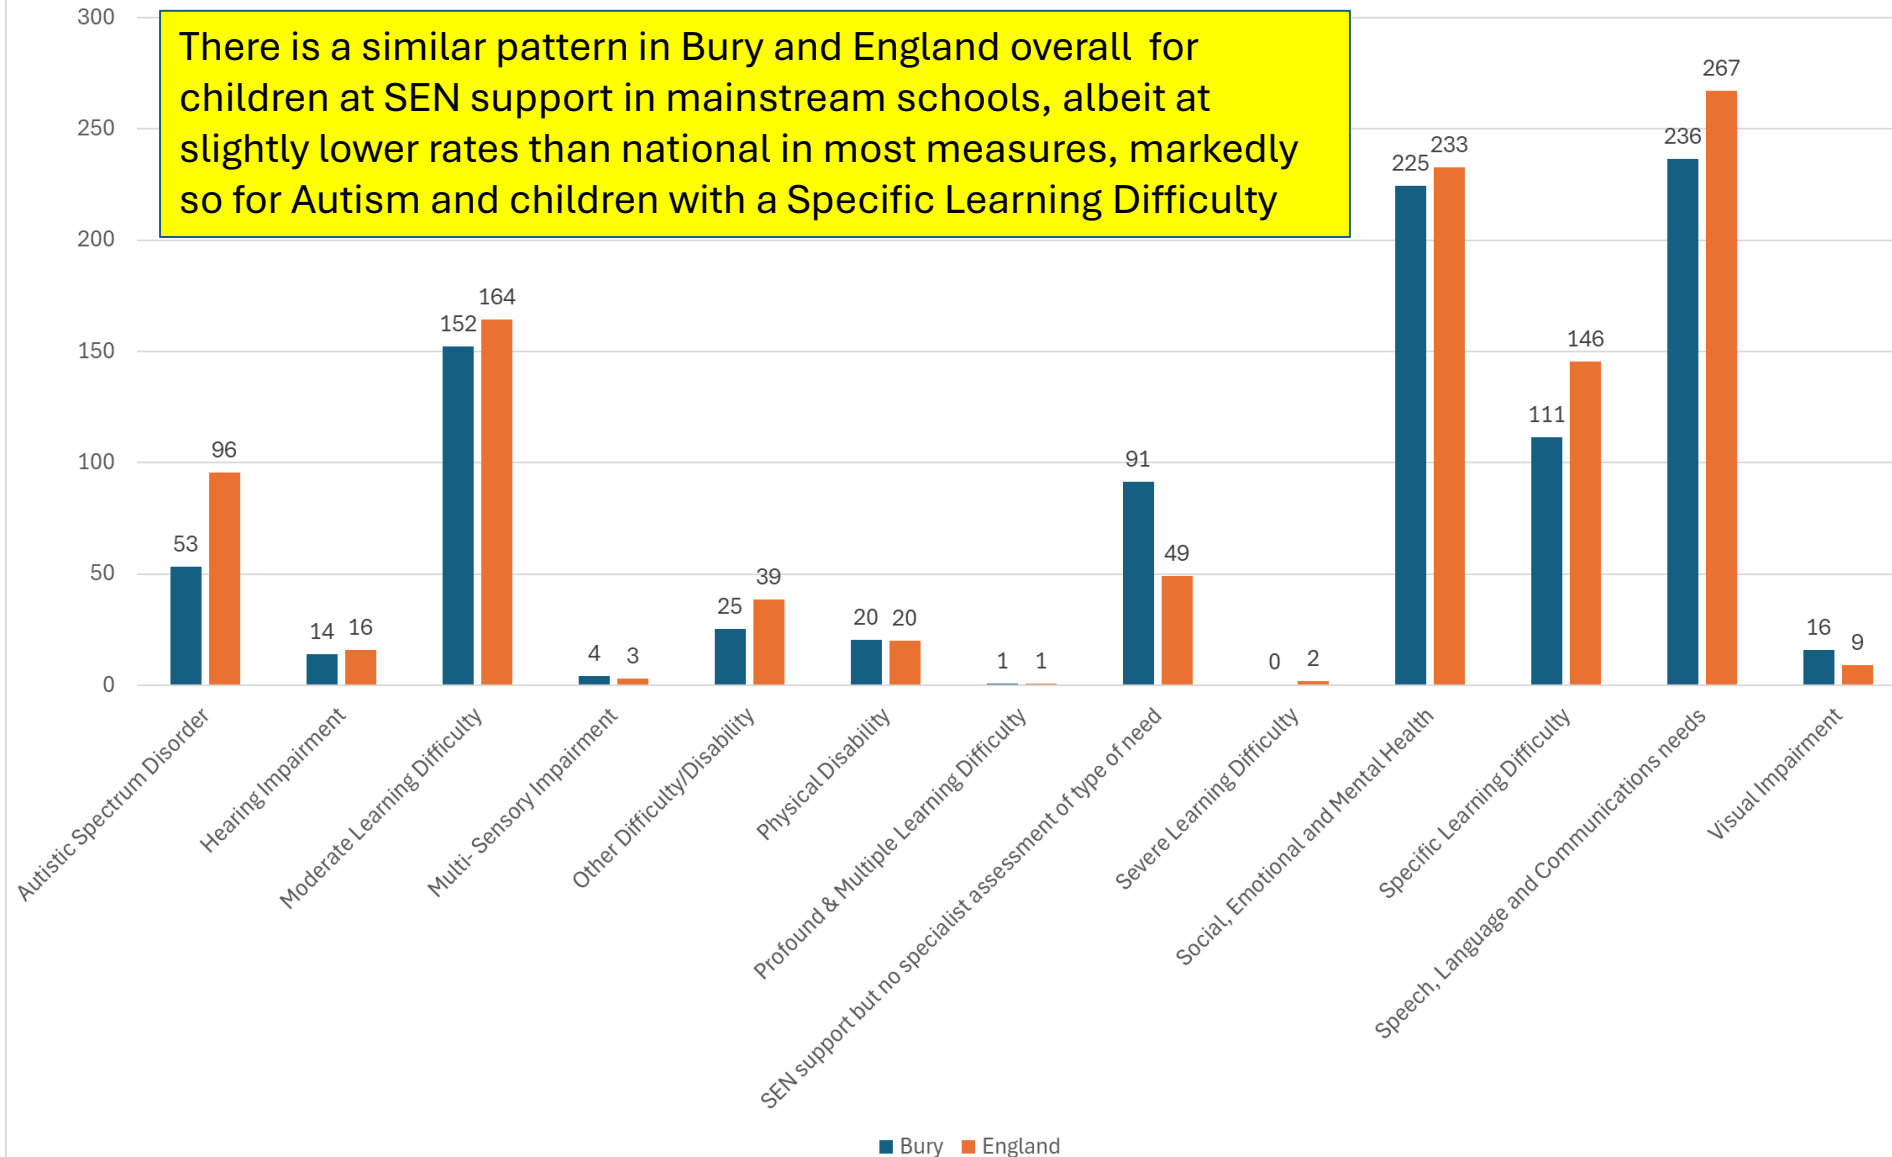 300
There is a similar pattern in Bury and England overall for
children at SEN support in mainstream schools, albeit at
slightly lower rates than national in most measures, markedly
so for Autism and children with a Specific Learning Difficulty
250
200
150
100
50
0
53
96
14
16
152
164
4
3
25
39
20
20
1
1
91
49
0
2
225
233
111
146
236
267
16
9
Autistic Spectrum Disorder
Hearing Impairment
Moderate Learning Difficulty
Multi- Sensory Impairment
Other Difficulty/Disability
Physical Disability
Profound & Multiple Learning Difficulty
SEN support but no specialist assessment of type of need
Severe Learning Difficulty
Social, Emotional and Mental Health
Specific Learning Difficulty
Speech, Language and Communications needs
Visual Impairment
Bury England